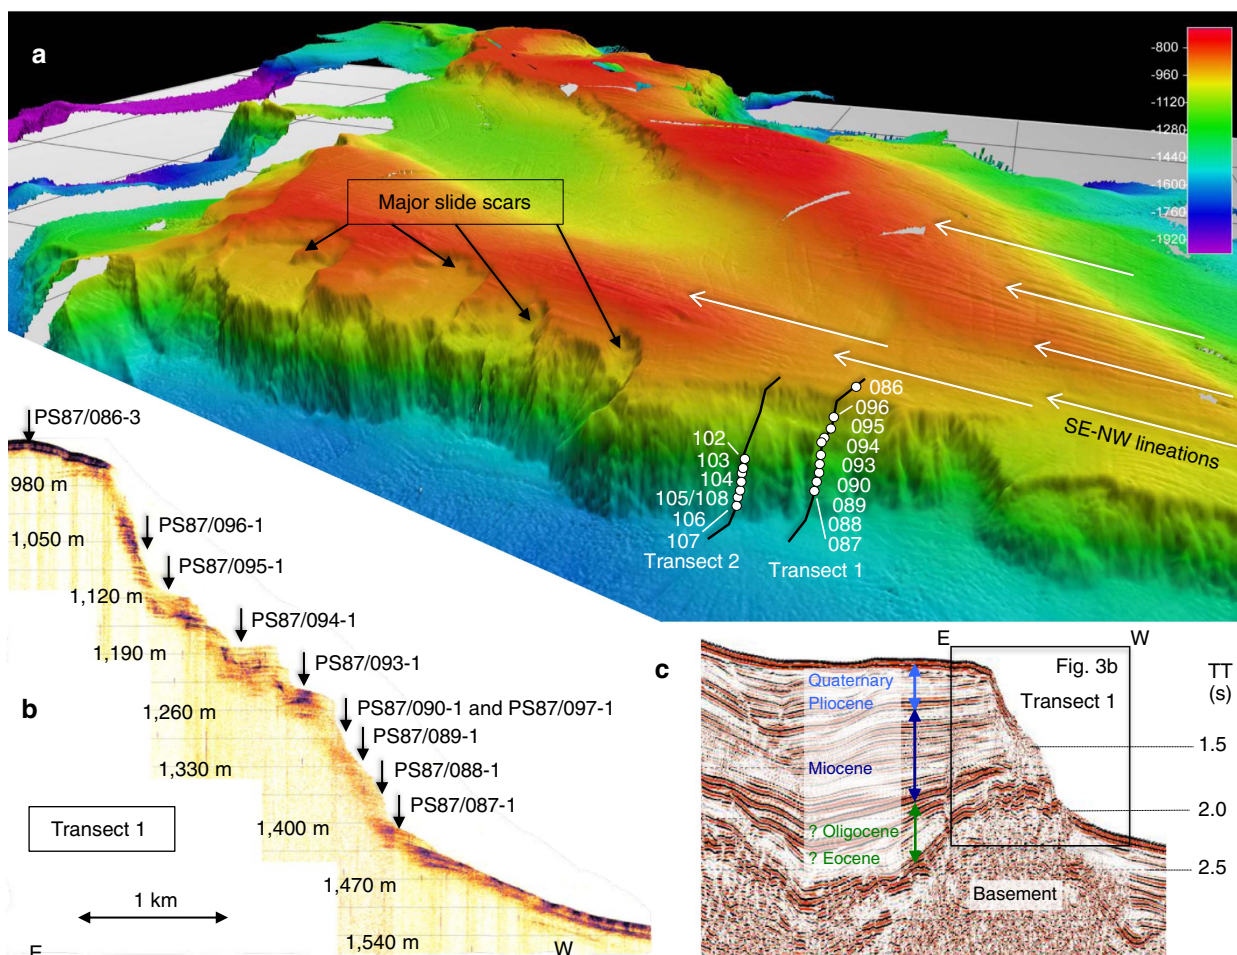 a
-800
-960
-1120
-1280
-1440
-1600
-1760
-1920
Major slide scars
SE-NW lineations
086
096
095
094
093
090
089
088
087
Transect 1
102
103
104
105/108
106
107
Transect 2
b
PS87/086-3
PS87/096-1
PS87/095-1
PS87/094-1
PS87/093-1
PS87/090-1 and PS87/097-1
PS87/089-1
PS87/088-1
PS87/087-1
980 m
1,050 m
1,120 m
1,190 m
1,260 m
1,330 m
1,400 m
1,470 m
1,540 m
Transect 1
1 km
E
W
c
E
W
Fig. 3b
Transect 1
TT
(s)
1.5
2.0
2.5
Quaternary
Pliocene
Miocene
? Oligocene
? Eocene
Basement